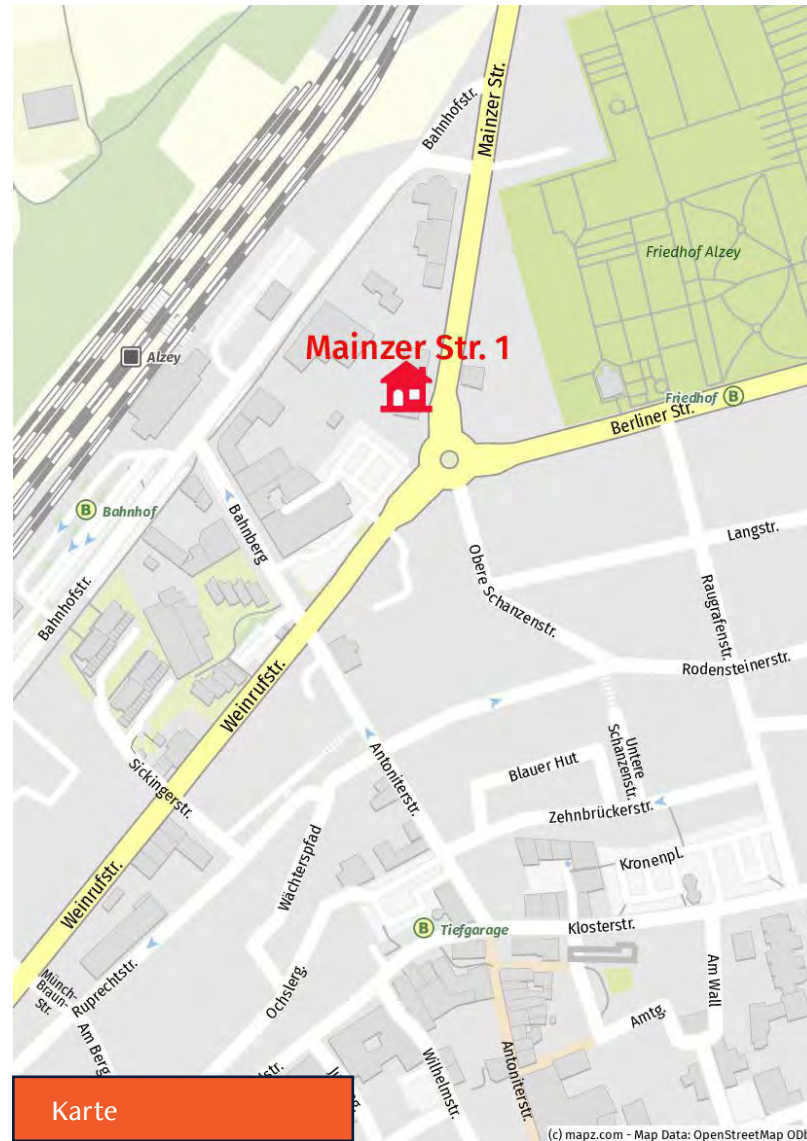 Bahnhofstr.
Mainzer Str.
Friedhof Alzey
Mainzer Str. 1
Alzey
Friedhof
B
Berliner Str.
B
Bahnhof
Bahnberg
Langstr.
Obere Schanzenstr.
Raugrafenstr.
Bahnhofstr.
Rodensteinerstr.
Weinrufstr.
Untere
Schanzenstr.
Antoniterstr.
Blauer Hut
Sickingerstr.
Zehnbrückerstr.
Kronenpl.
Wächterspfad
Weinrufstr.
B
Tiefgarage
Klosterstr.
Münch-
Braun-
Str.
Ruprechtstr.
Ochslerg.
Am Wall
Amtg.
Am Berg
Wilhelmstr.
Antoniterstr.
Karte
(c) mapz.com - Map Data: OpenStreetMap ODbL